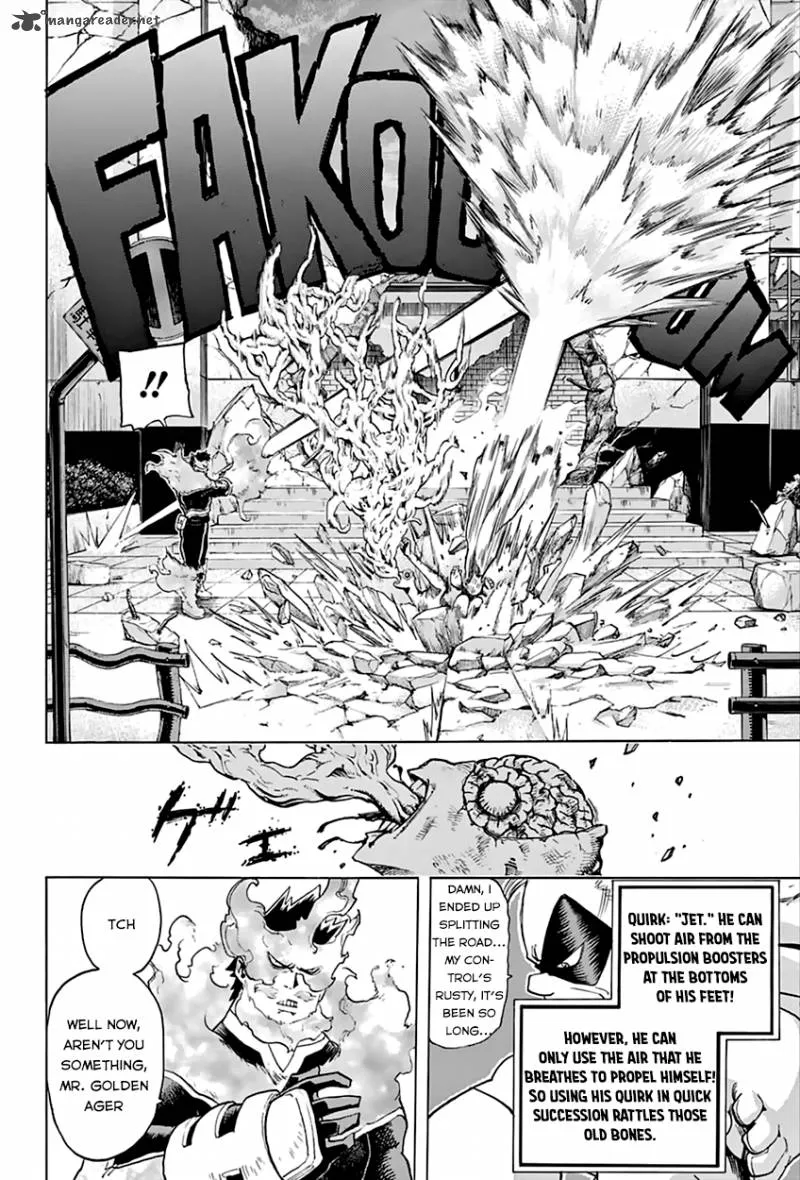 mangareader.net
FAKOOOM
!!
ゲ
エ
DAMN, I
ENDED UP
SPLITTING
THE ROAD...
MY CON-
TROL'S
RUSTY, IT'S
BEEN SO
LONG...
QUIRK: "JET." HE CAN
SHOOT AIR FROM THE
PROPULSION BOOSTERS
AT THE BOTTOMS
OF HIS FEET!
HOWEVER, HE CAN
ONLY USE THE AIR THAT HE
BREATHES TO PROPEL HIMSELF!
SO USING HIS QUIRK IN QUICK
SUCCESSION RATTLES THOSE
OLD BONES.
TCH
WELL NOW,
AREN'T YOU
SOMETHING,
MR. GOLDEN
AGER